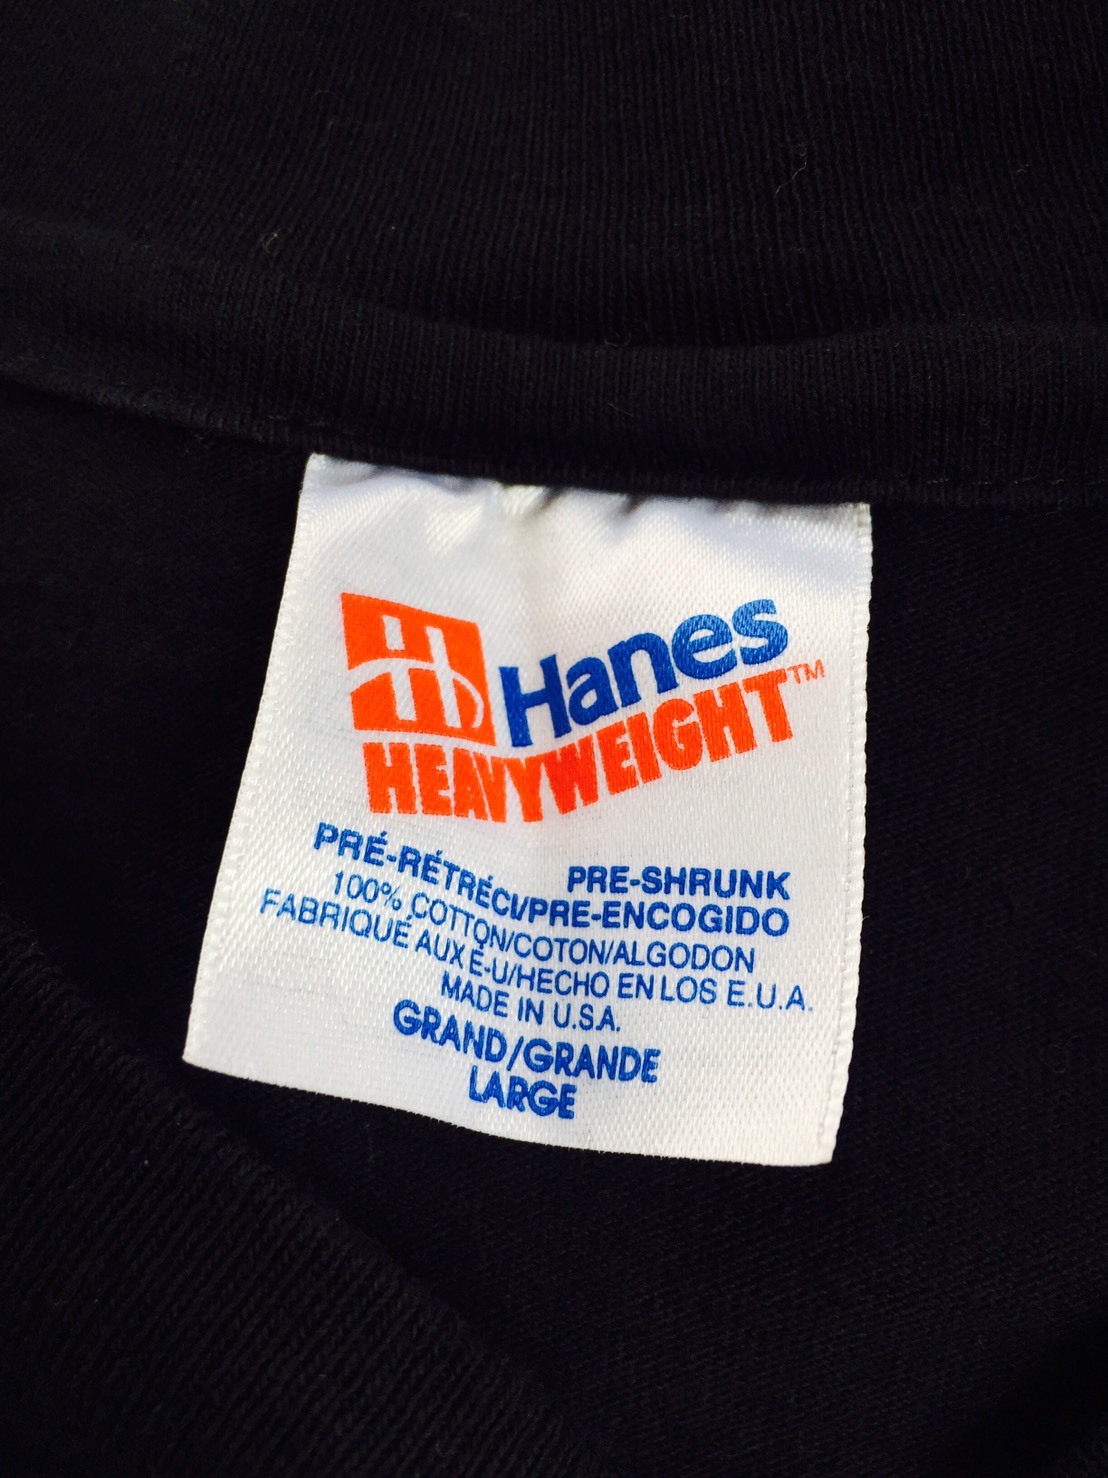 Hanes
HEAVYWEIGHT™
PRE-SHRUNK
PRÉ-RÉTRÉCI/PRE-ENCOGIDO
100% COTTON/COTON/ALGODON
FABRIQUÉ AUX É-U/HECHO EN LOS E.U.A.
MADE IN U.S.A.
GRAND/GRANDE
LARGE